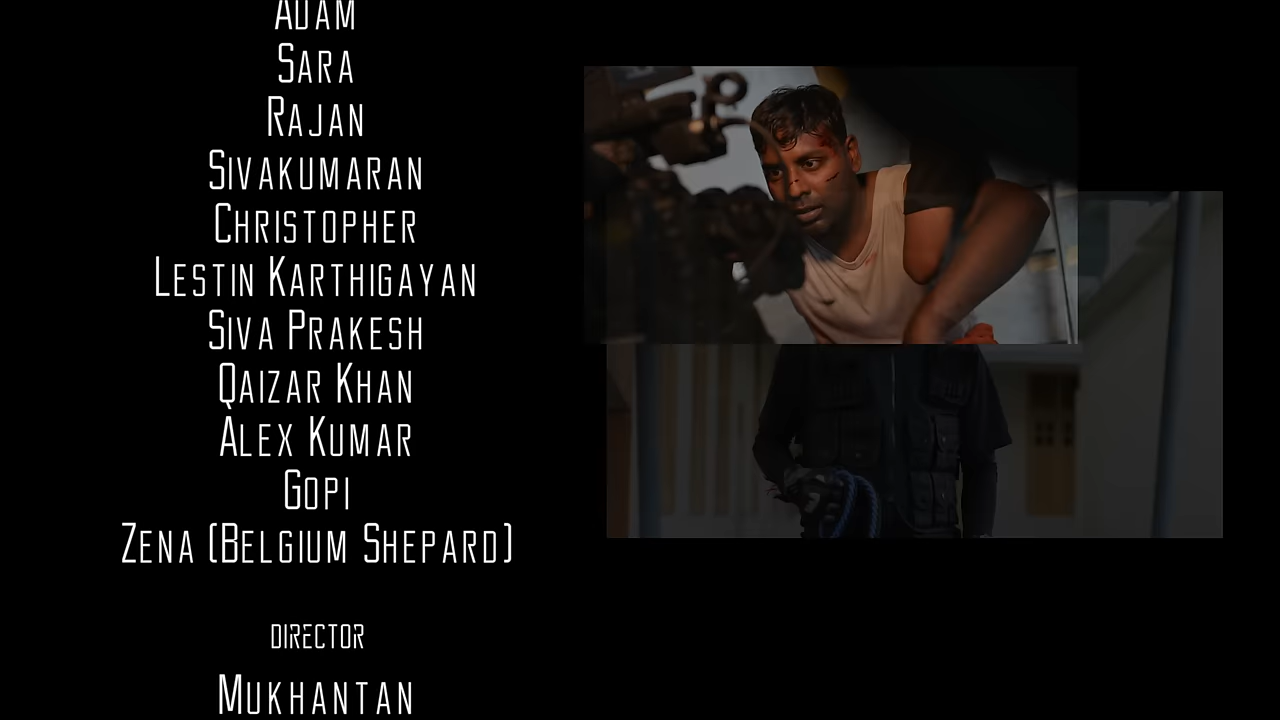 Adam
Sara
Rajan
Sivakumaran
Christopher
Lestin Karthigayan
Siva Prakesh
Qaizar Khan
Alex Kumar
Gopi
Zena (Belgium Shepard)
DIRECTOR
Mukhantan